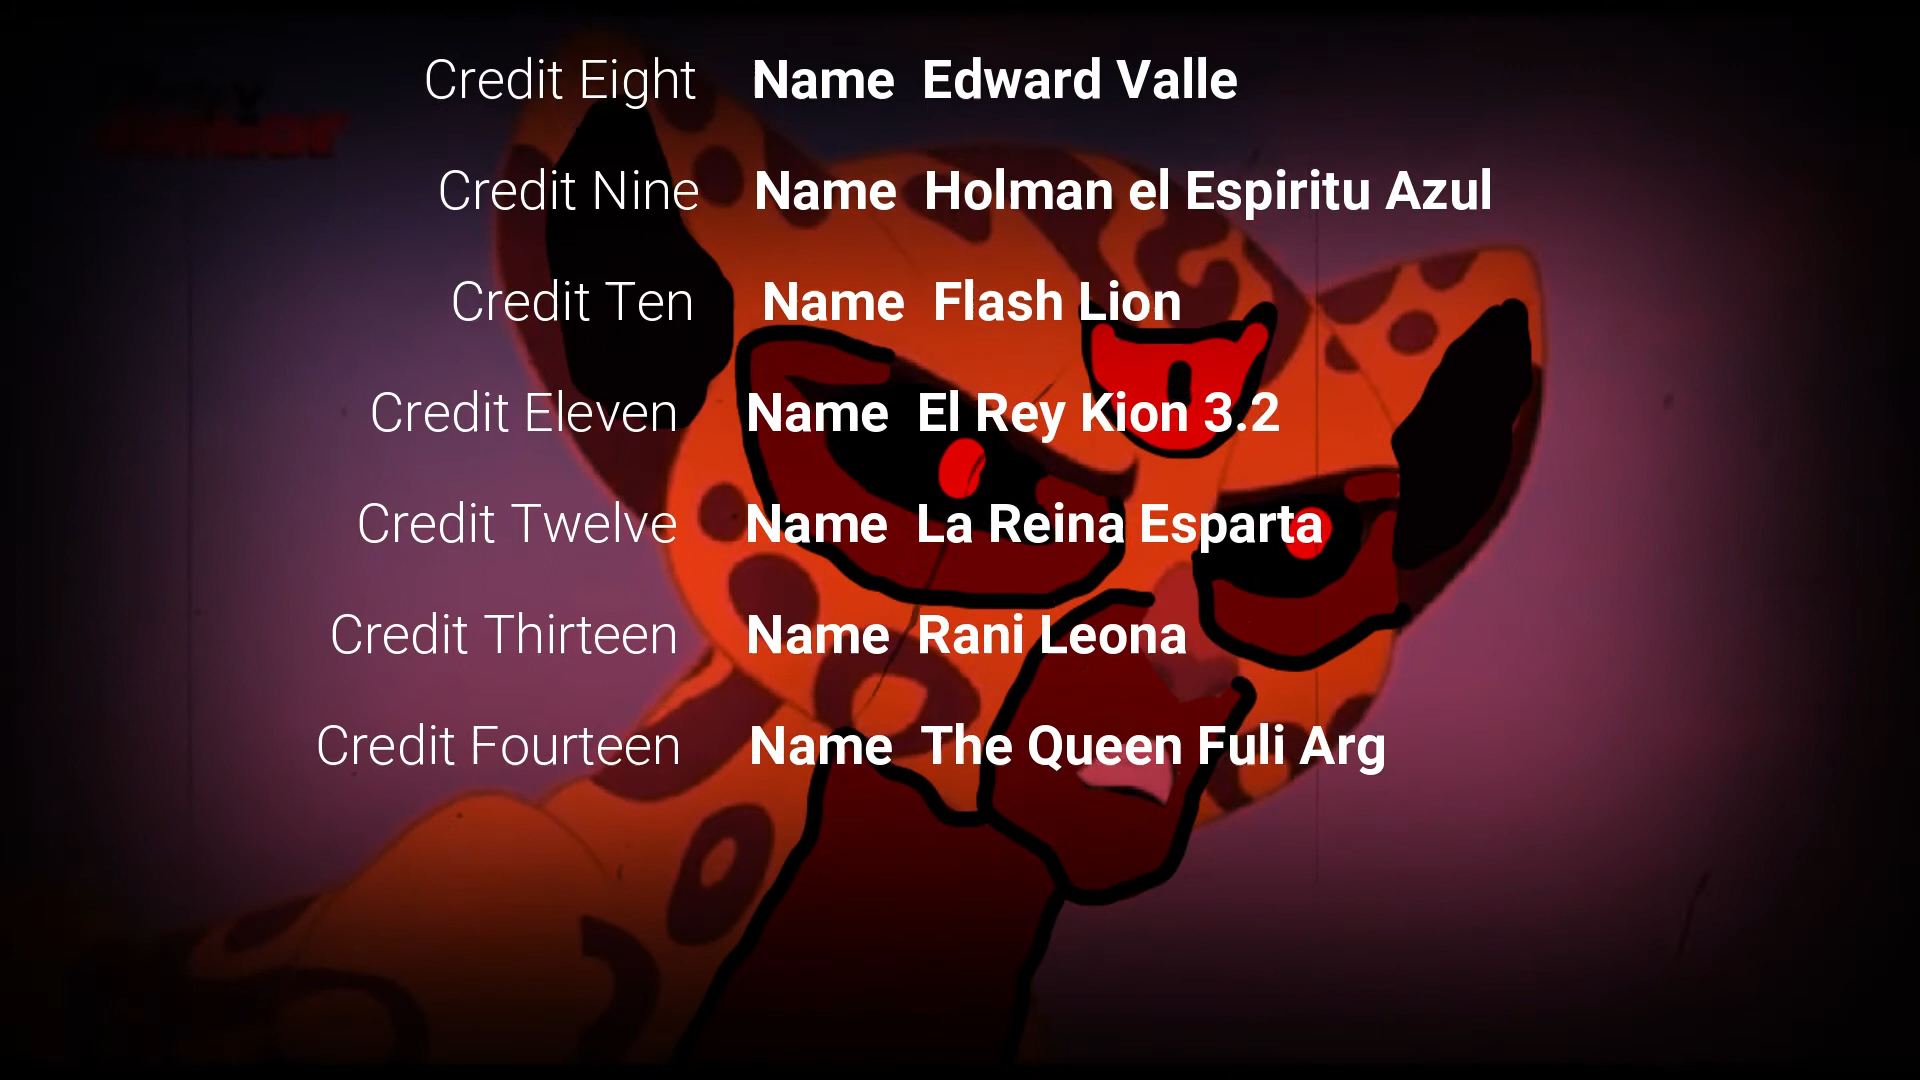 Credit Eight Name Edward Valle
Credit Nine Name Holman el Espiritu Azul
Credit Ten Name Flash Lion
Credit Eleven Name El Rey Kion 3.2
Credit Twelve Name La Reina Esparta
Credit Thirteen Name Rani Leona
Credit Fourteen Name The Queen Fuli Arg